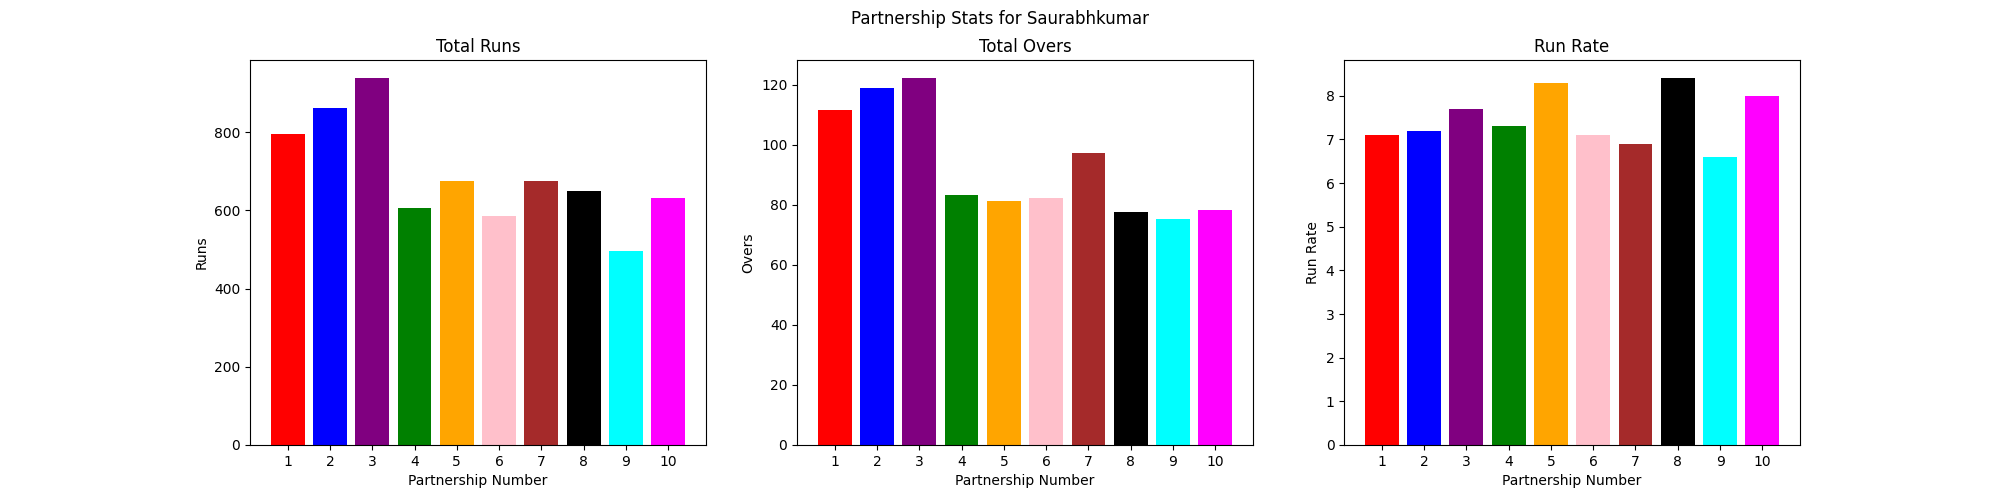 Partnership Stats for Saurabhkumar
Total Runs
Runs
800
600
400
200
0
1 2 3 4 5 6 7 8 9 10
Partnership Number
Total Overs
Overs
120
100
80
60
40
20
0
1 2 3 4 5 6 7 8 9 10
Partnership Number
Run Rate
Run Rate
8
7
6
5
4
3
2
1
0
1 2 3 4 5 6 7 8 9 10
Partnership Number